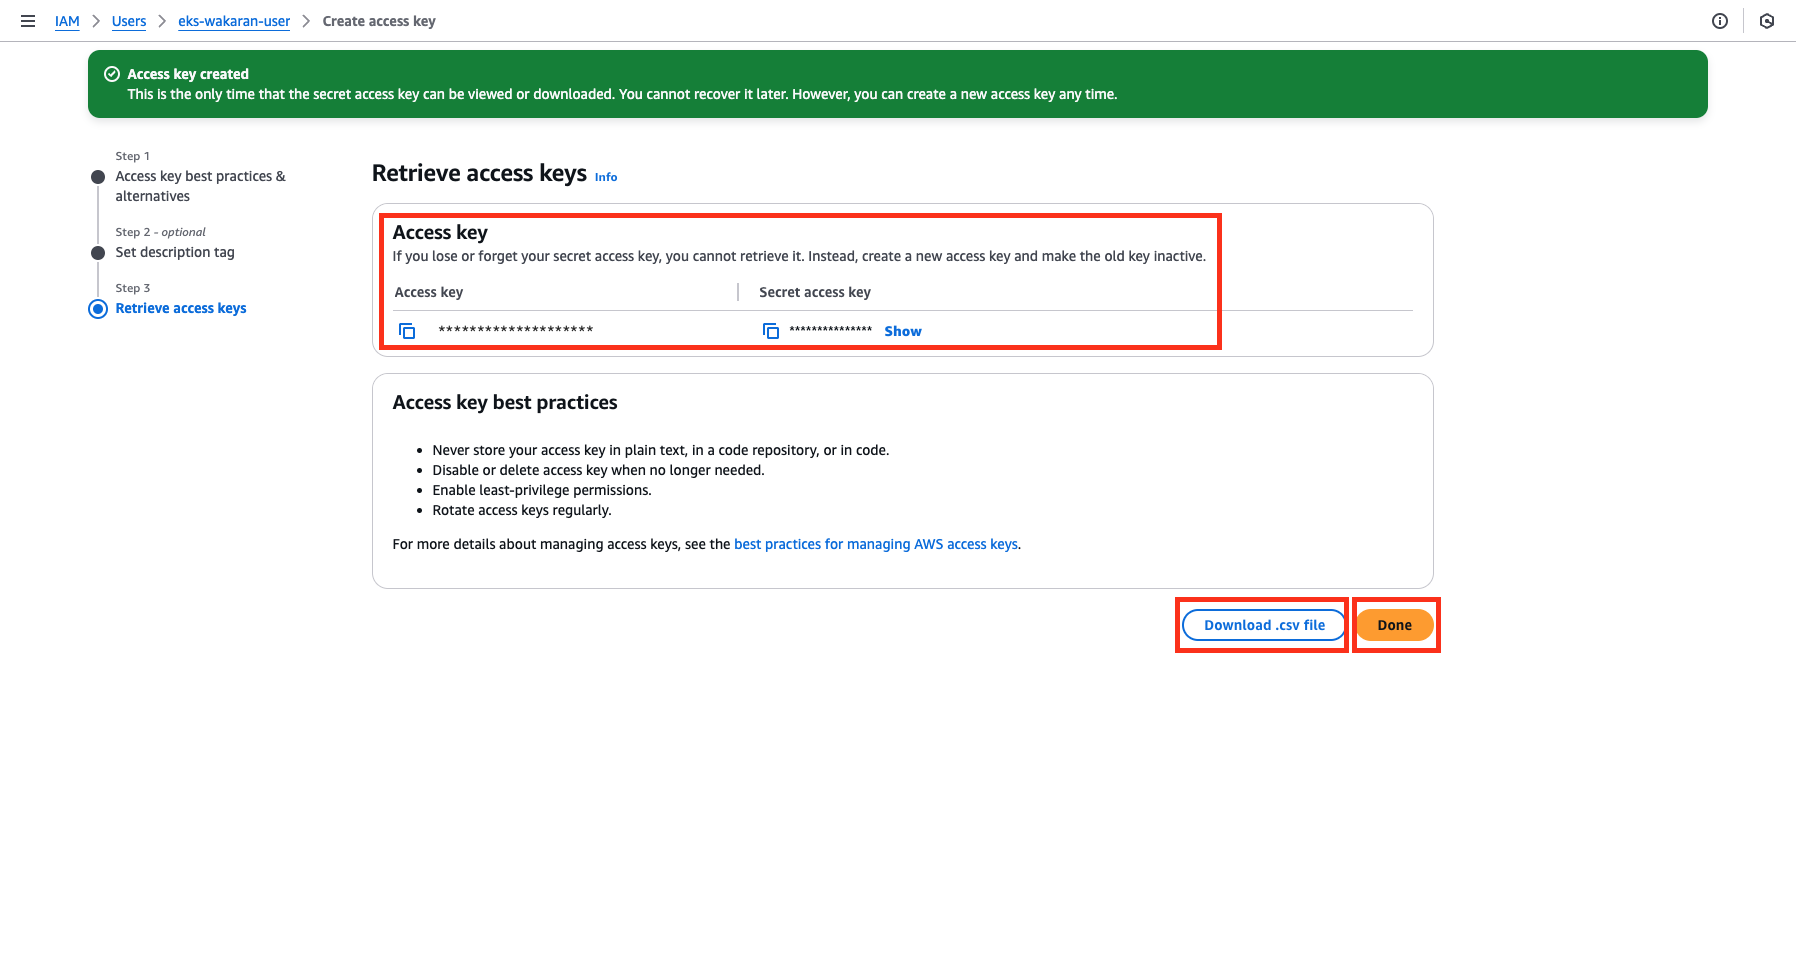 IAM > Users > eks-wakaran-user > Create access key
Access key created
This is the only time that the secret access key can be viewed or downloaded. You cannot recover it later. However, you can create a new access key any time.
Step 1
Access key best practices &
alternatives
Step 2 - optional
Set description tag
Step 3
Retrieve access keys
Retrieve access keys Info
Access key
If you lose or forget your secret access key, you cannot retrieve it. Instead, create a new access key and make the old key inactive.
Access key | Secret access key
******************** *************** Show
Access key best practices
• Never store your access key in plain text, in a code repository, or in code.
• Disable or delete access key when no longer needed.
• Enable least-privilege permissions.
• Rotate access keys regularly.
For more details about managing access keys, see the best practices for managing AWS access keys.
Download .csv file Done